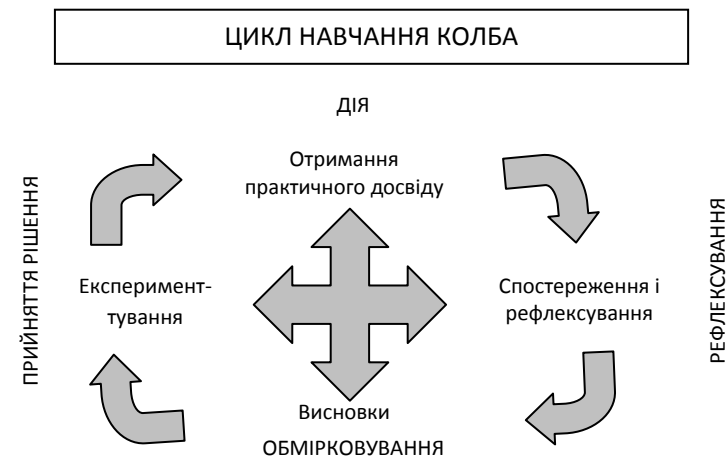 ЦИКЛ НАВЧАННЯ КОЛБА
ДІЯ
Отримання
практичного досвіду
ПРИЙНЯТТЯ РІШЕННЯ
Експеримент-
тування
Спостереження і
рефлексування
РЕФЛЕКСУВАННЯ
Висновки
ОБМІРКОВУВАННЯ